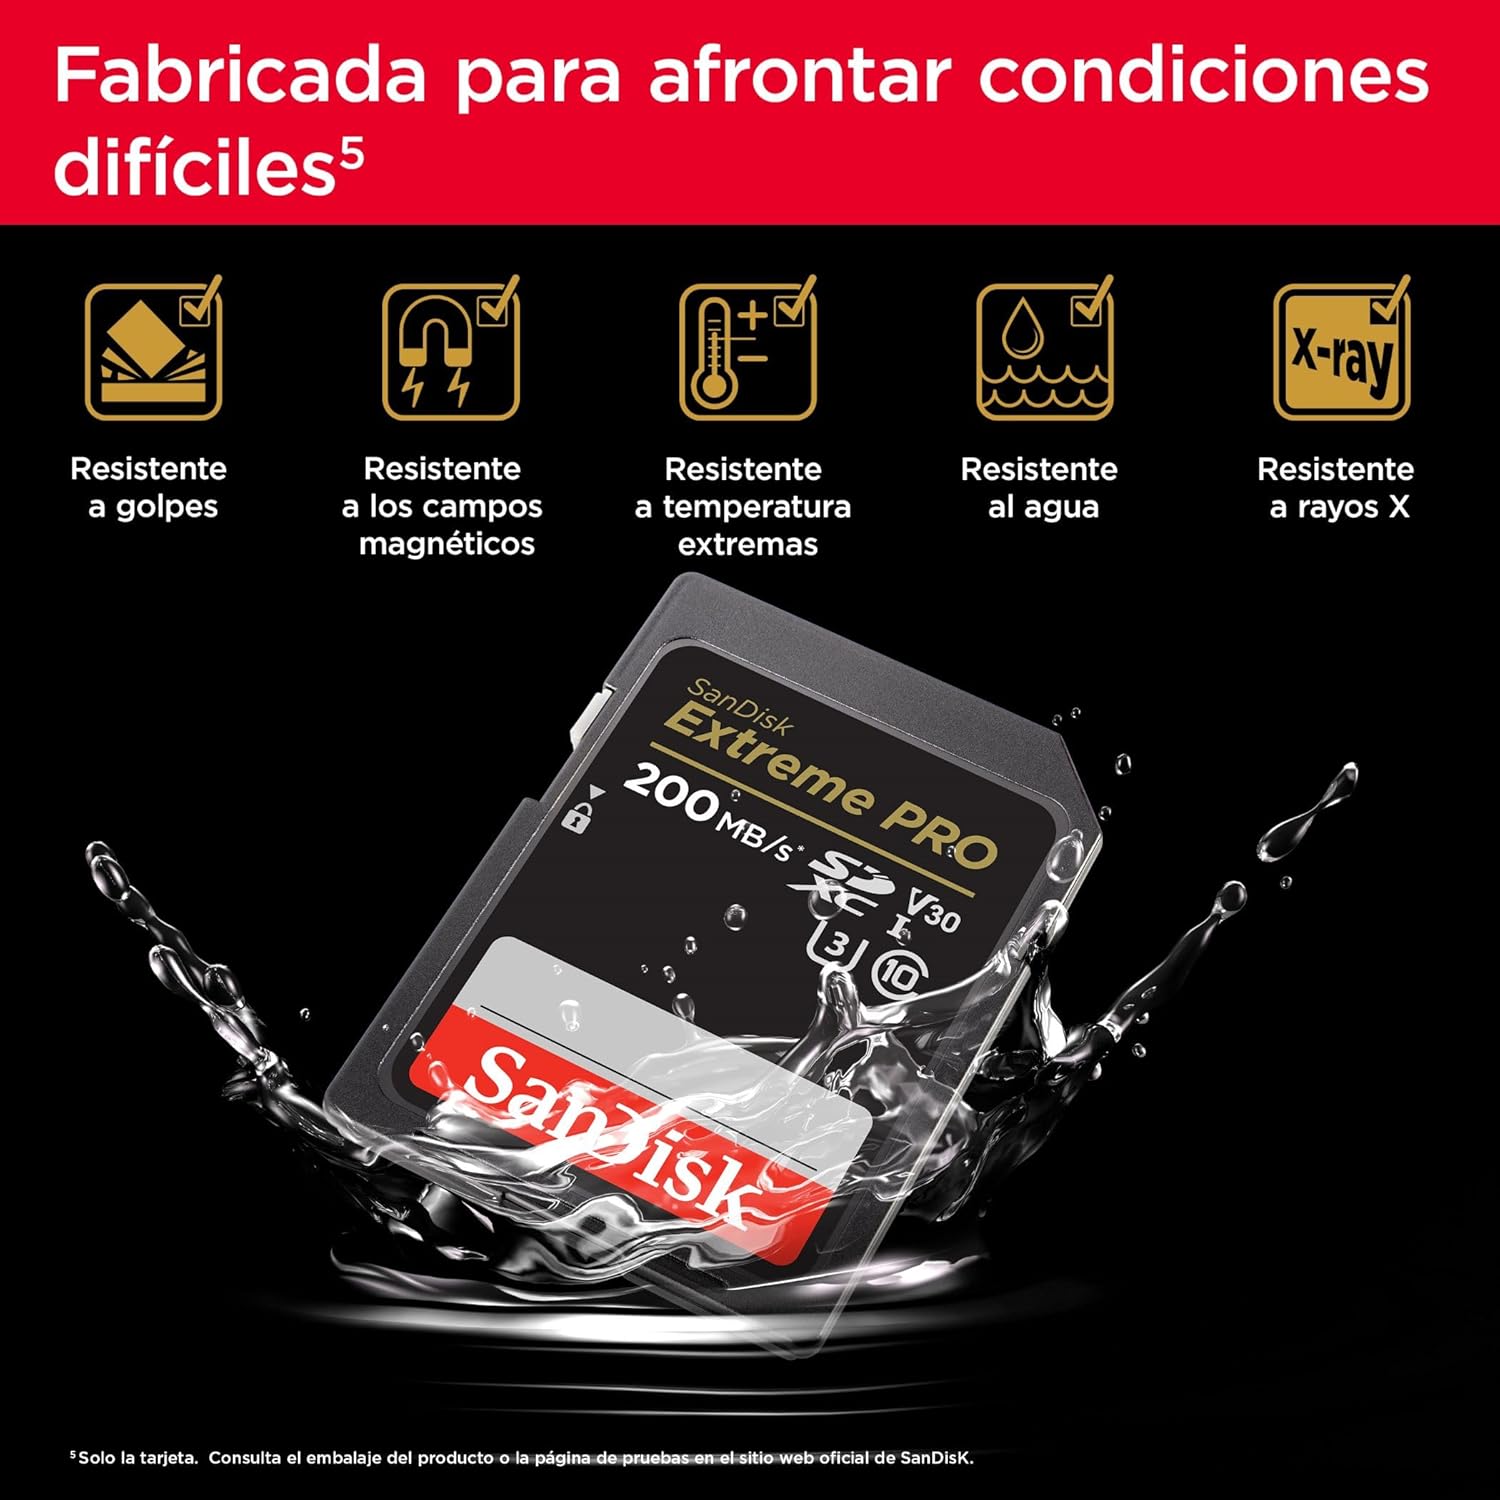 Fabricada para afrontar condiciones
difíciles⁵
X-ray
Resistente
a golpes
Resistente
a los campos
magnéticos
Resistente
a temperatura
extremas
Resistente
al agua
Resistente
a rayos X
SanDisk
Extreme PRO
200 MB/s*
SD XC I
V30
3
10
SanDisk
⁵Solo la tarjeta. Consulta el embalaje del producto o la página de pruebas en el sitio web oficial de SanDisK.